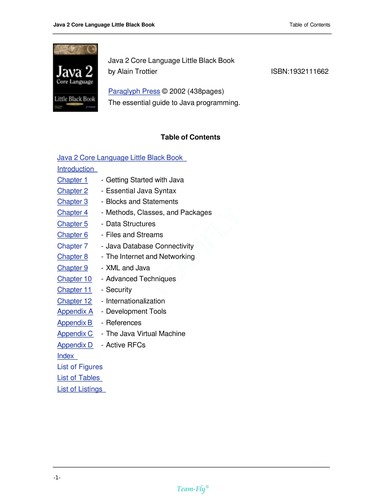 Java 2 Core Language Little Black Book Table of Contents
Java 2
Core Language
Little Black Book
Java 2 Core Language Little Black Book
by Alain Trottier ISBN:1932111662
Paraglyph Press © 2002 (438pages)
The essential guide to Java programming.
Table of Contents
Java 2 Core Language Little Black Book
Introduction
Chapter 1 - Getting Started with Java
Chapter 2 - Essential Java Syntax
Chapter 3 - Blocks and Statements
Chapter 4 - Methods, Classes, and Packages
Chapter 5 - Data Structures
Chapter 6 - Files and Streams
Chapter 7 - Java Database Connectivity
Chapter 8 - The Internet and Networking
Chapter 9 - XML and Java
Chapter 10 - Advanced Techniques
Chapter 11 - Security
Chapter 12 - Internationalization
Appendix A - Development Tools
Appendix B - References
Appendix C - The Java Virtual Machine
Appendix D - Active RFCs
Index
List of Figures
List of Tables
List of Listings
-1-
Team-Fly®